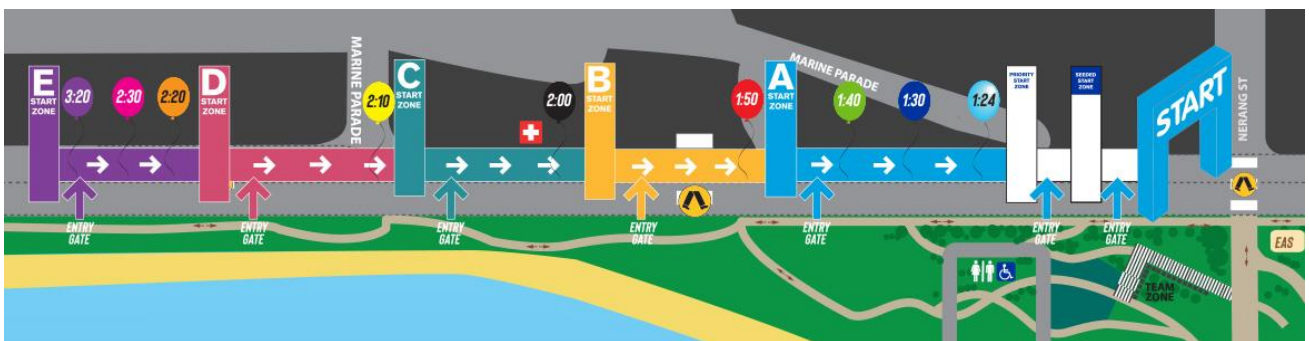 E
START
ZONE
3:20
2:30
2:20
D
START
ZONE
MARINE PARADE
2:10
C
START
ZONE
2:00
B
START
ZONE
1:50
A
START
ZONE
MARINE PARADE
1:40
1:30
1:24
PRIORITY
START
ZONE
SEEDED
START
ZONE
START
NERANG ST
ENTRY
GATE
ENTRY
GATE
ENTRY
GATE
ENTRY
GATE
ENTRY
GATE
ENTRY
GATE
ENTRY
GATE
EAS
TEAM
ZONE